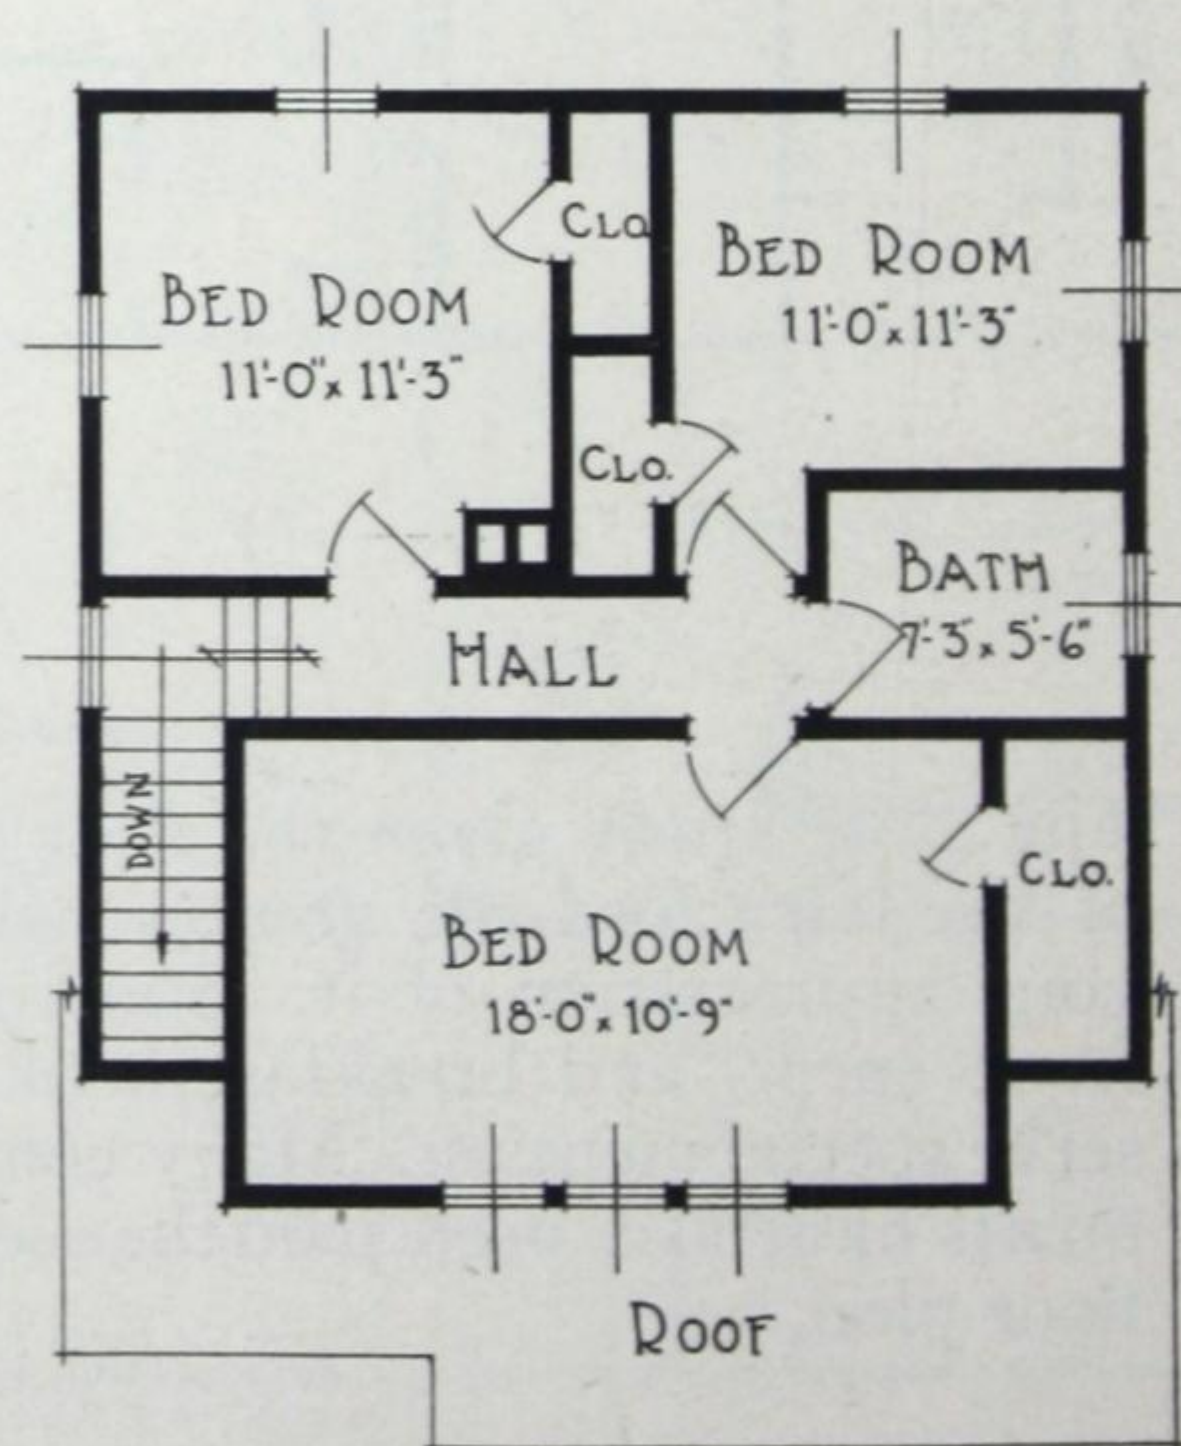 CLO
BED ROOM
11'-0" x 11'-3"
BED ROOM
11'-0" x 11'-3"
CLO.
BATH
7'-3" x 5'-6"
HALL
DOWN
CLO.
BED ROOM
18'-0" x 10'-9"
ROOF